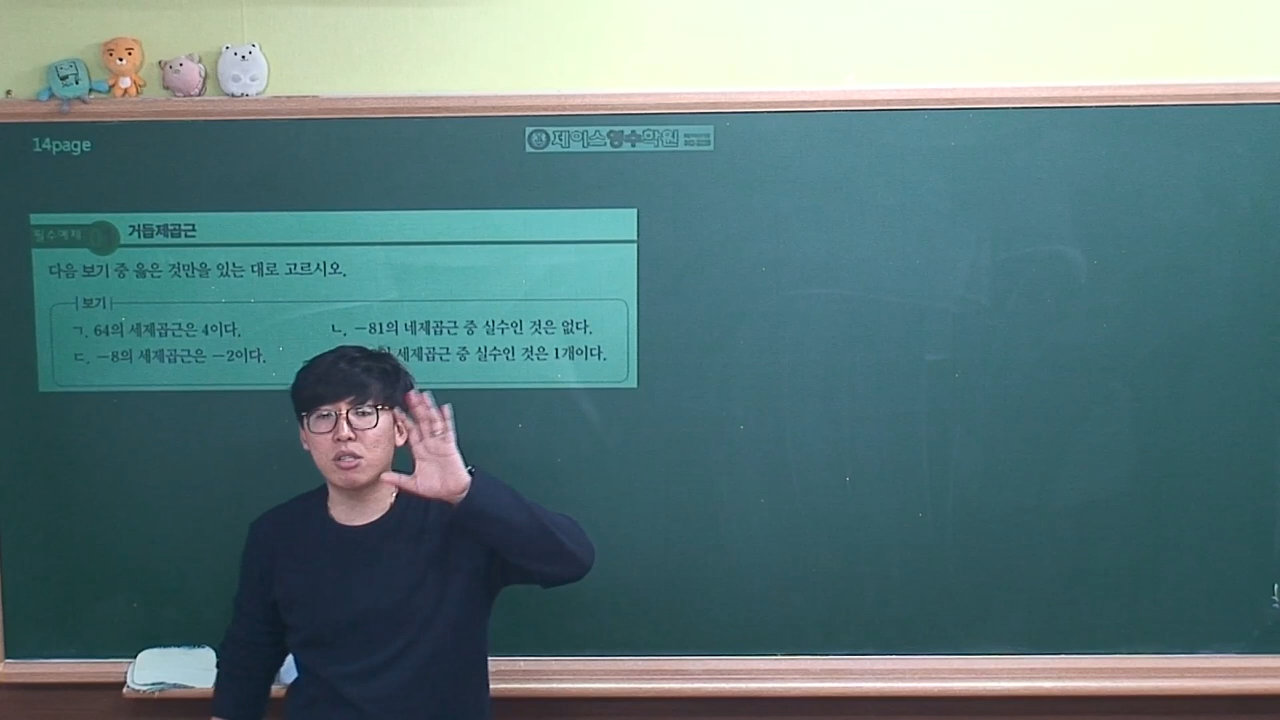 14page
제이스영수학원
필수예제
거듭제곱근
다음 보기 중 옳은 것만을 있는 대로 고르시오.
보기
ㄱ. 64의 세제곱근은 4이다.
ㄴ. －81의 네제곱근 중 실수인 것은 없다.
ㄷ. －8의 세제곱근은 －2이다.
세제곱근 중 실수인 것은 1개이다.